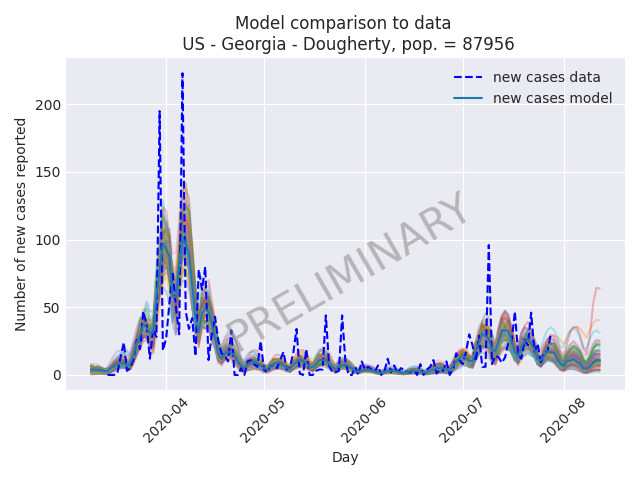 Model comparison to data
US - Georgia - Dougherty, pop. = 87956
new cases data
new cases model
Number of new cases reported
200
150
100
50
0
PRELIMINARY
2020-04
2020-05
2020-06
2020-07
2020-08
Day